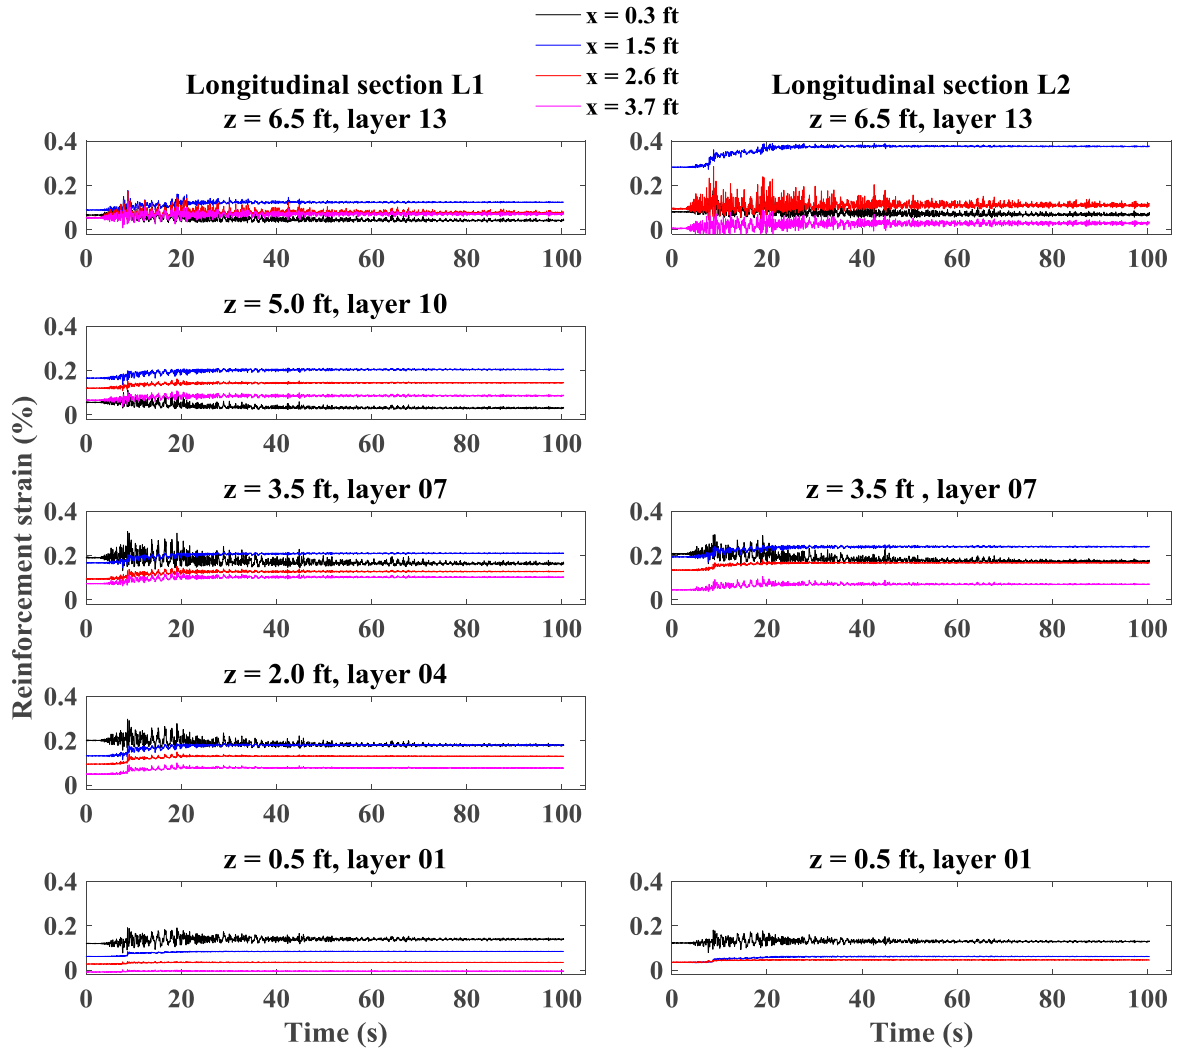 x = 0.3 ft
x = 1.5 ft
x = 2.6 ft
x = 3.7 ft
Longitudinal section L1
z = 6.5 ft, layer 13
0.4
0.2
0
0 20 40 60 80 100
Longitudinal section L2
z = 6.5 ft, layer 13
0.4
0.2
0
0 20 40 60 80 100
z = 5.0 ft, layer 10
0.4
0.2
0
0 20 40 60 80 100
Reinforcement strain (%)
z = 3.5 ft, layer 07
0.4
0.2
0
0 20 40 60 80 100
z = 3.5 ft , layer 07
0.4
0.2
0
0 20 40 60 80 100
z = 2.0 ft, layer 04
0.4
0.2
0
0 20 40 60 80 100
z = 0.5 ft, layer 01
0.4
0.2
0
0 20 40 60 80 100
Time (s)
z = 0.5 ft, layer 01
0.4
0.2
0
0 20 40 60 80 100
Time (s)